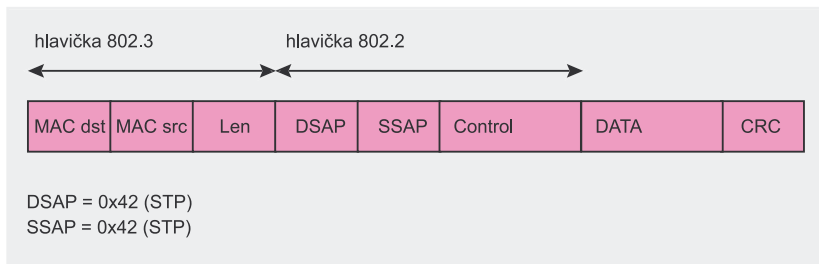 hlavička 802.3 hlavička 802.2
MAC dst MAC src Len DSAP SSAP Control DATA CRC
DSAP = 0x42 (STP)
SSAP = 0x42 (STP)